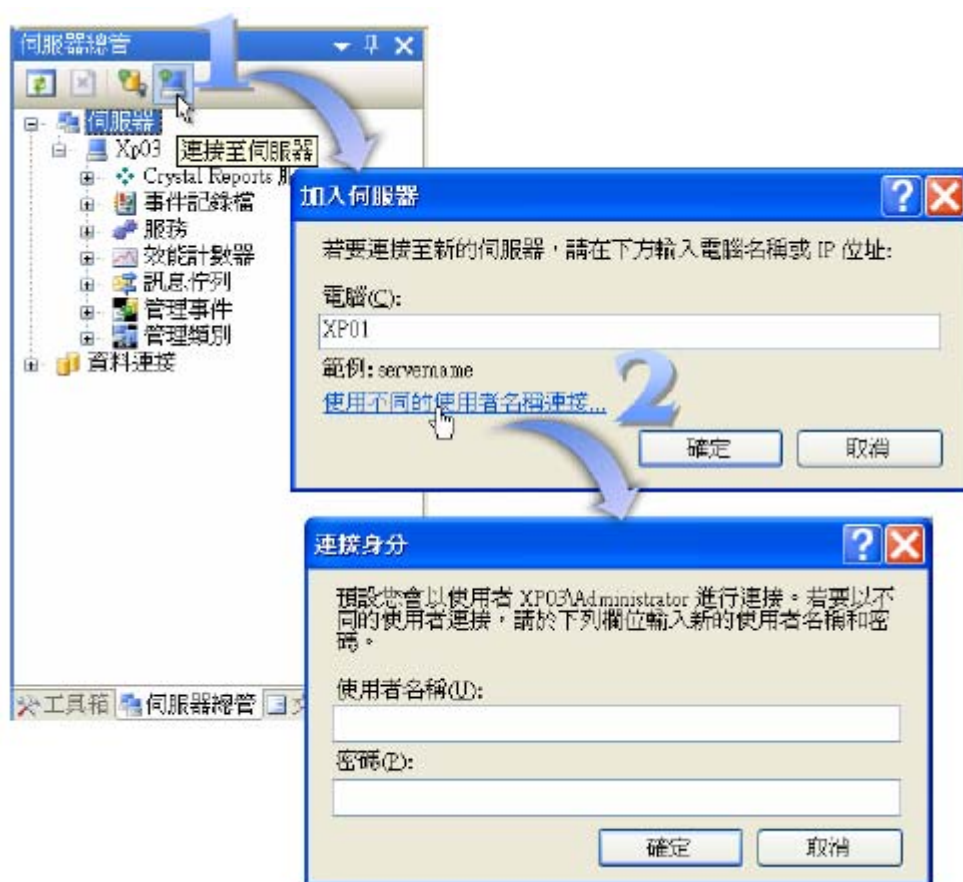 伺服器總管
1
伺服器
Xp03
連接至伺服器
Crystal Reports
事件記錄檔
服務
效能計數器
訊息佇列
管理事件
管理類別
資料連接
工具箱
伺服器總管
加入伺服器
若要連接至新的伺服器,請在下方輸入電腦名稱或 IP 位址:
電腦(C):
XP01
範例: servername
使用不同的使用者名稱連接...
2
確定
取消
連接身分
預設您會以使用者 XP03\Administrator 進行連接。若要以不
同的使用者連接,請於下列欄位輸入新的使用者名稱和密
碼。
使用者名稱(U):
密碼(P):
確定
取消